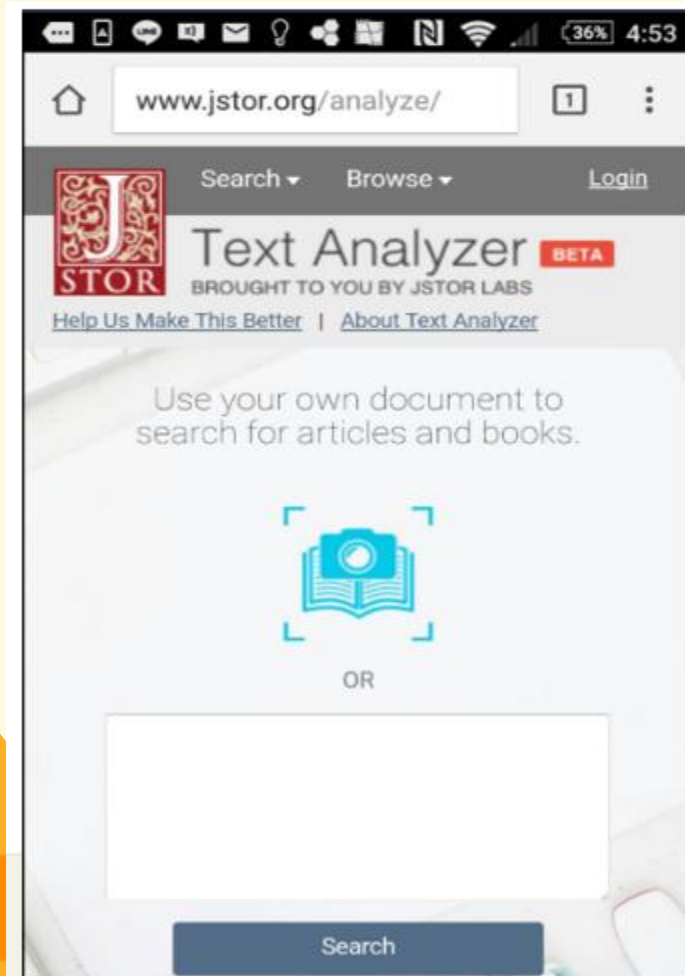 36% 4:53
www.jstor.org/analyze/ 1
Search Browse Login
JSTOR
Text Analyzer BETA
BROUGHT TO YOU BY JSTOR LABS
Help Us Make This Better | About Text Analyzer
Use your own document to
search for articles and books.
OR
Search